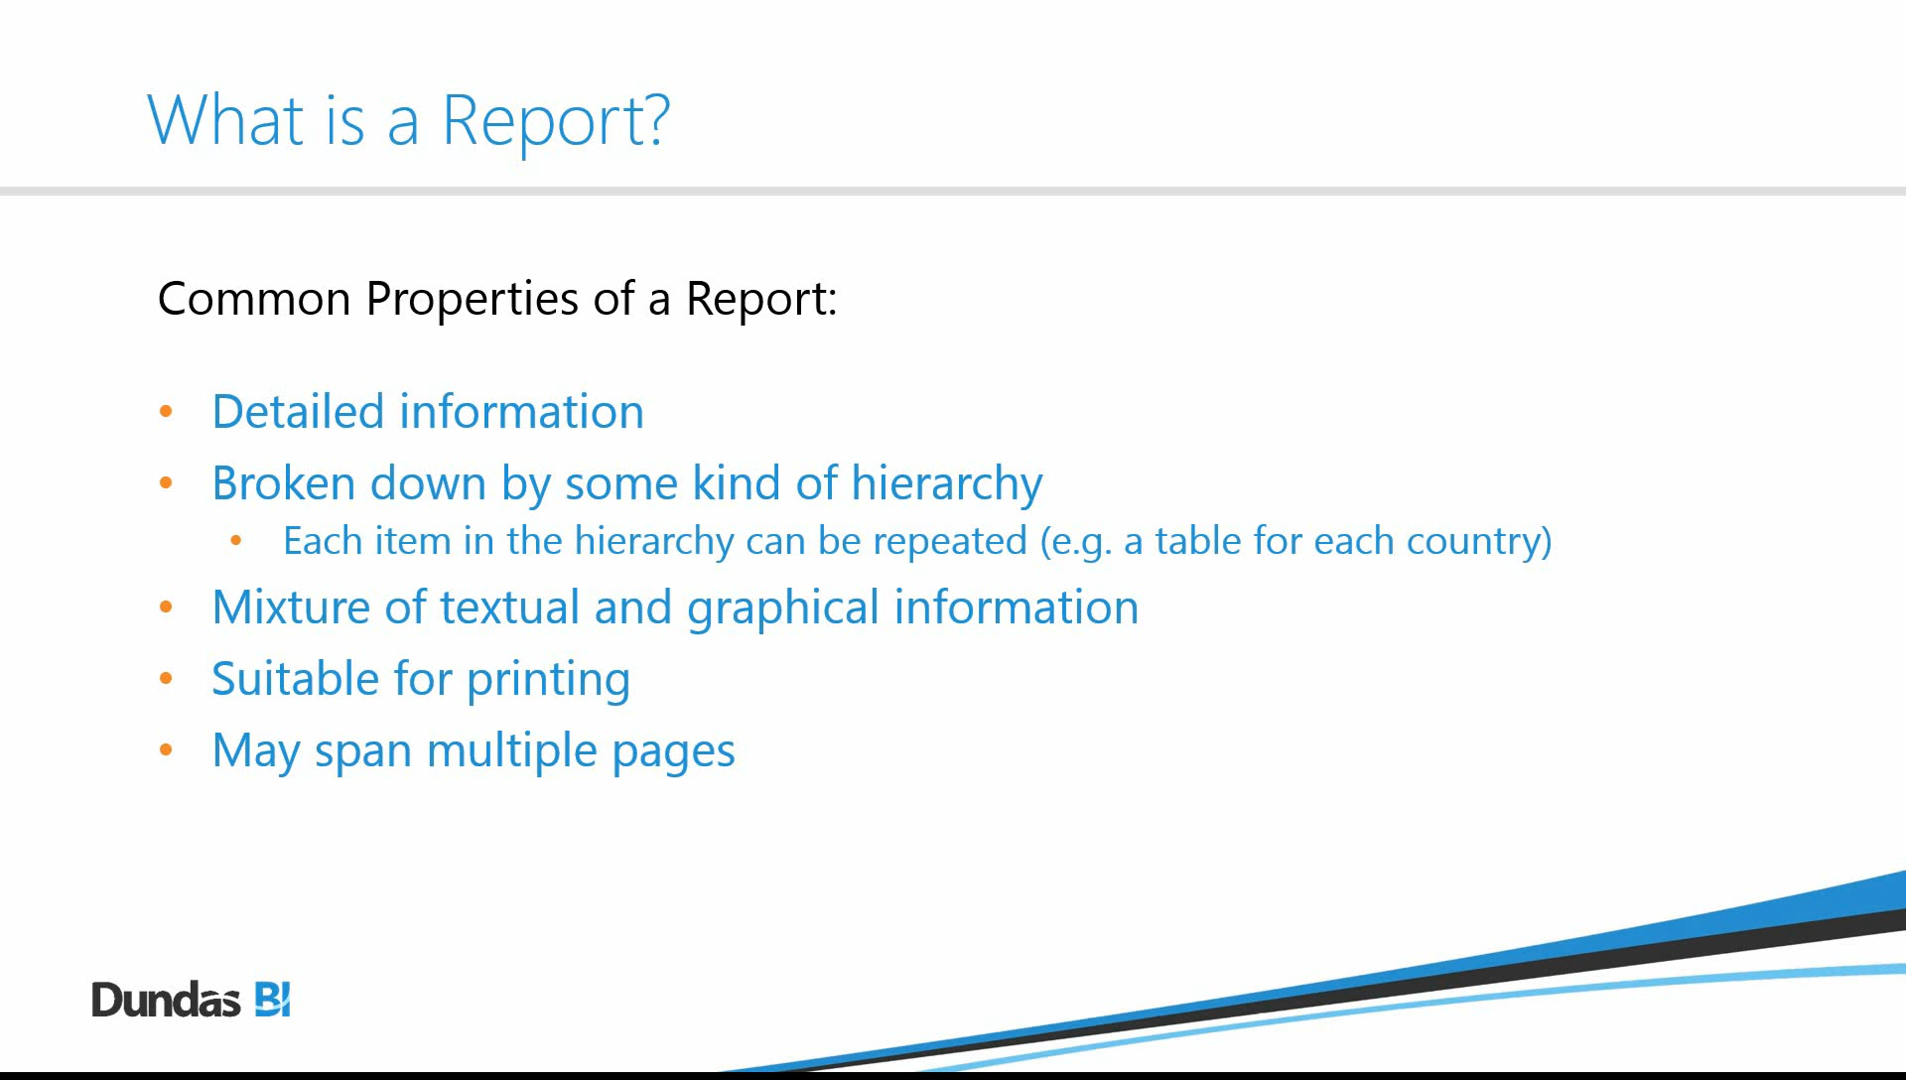 What is a Report?
Common Properties of a Report:
• Detailed information
• Broken down by some kind of hierarchy
• Each item in the hierarchy can be repeated (e.g. a table for each country)
• Mixture of textual and graphical information
• Suitable for printing
• May span multiple pages
Dundas BI